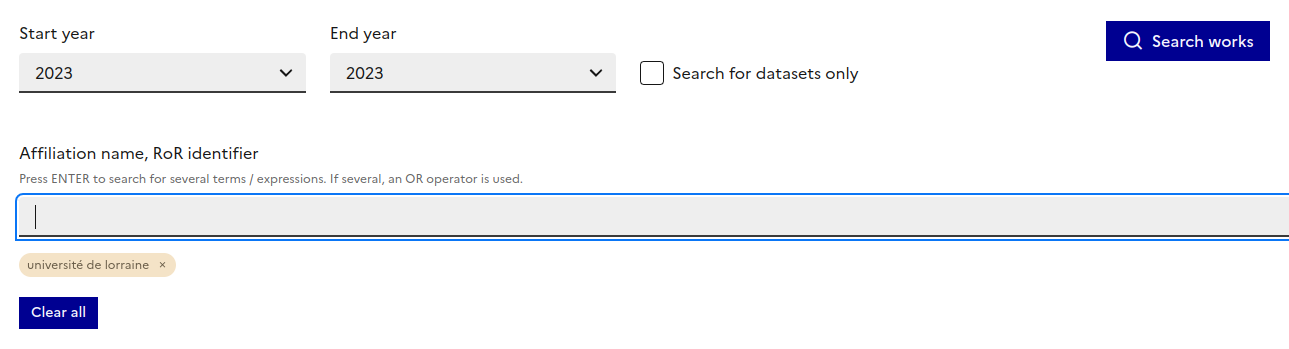 Start year
End year
Search works
2023
2023
Search for datasets only
Affiliation name, RoR identifier
Press ENTER to search for several terms / expressions. If several, an OR operator is used.
université de lorraine ×
Clear all